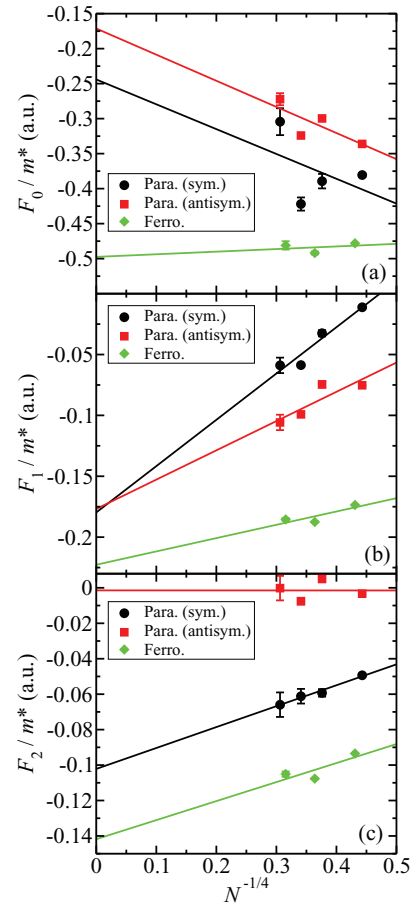 -0.15
-0.2
-0.25
-0.3
-0.35
-0.4
-0.45
-0.5
F0 / m* (a.u.)
Para. (sym.)
Para. (antisym.)
Ferro.
(a)
-0.05
-0.1
-0.15
-0.2
F1 / m* (a.u.)
Para. (sym.)
Para. (antisym.)
Ferro.
(b)
0
-0.02
-0.04
-0.06
-0.08
-0.1
-0.12
-0.14
F2 / m* (a.u.)
Para. (sym.)
Para. (antisym.)
Ferro.
(c)
0 0.1 0.2 0.3 0.4 0.5
N-1/4